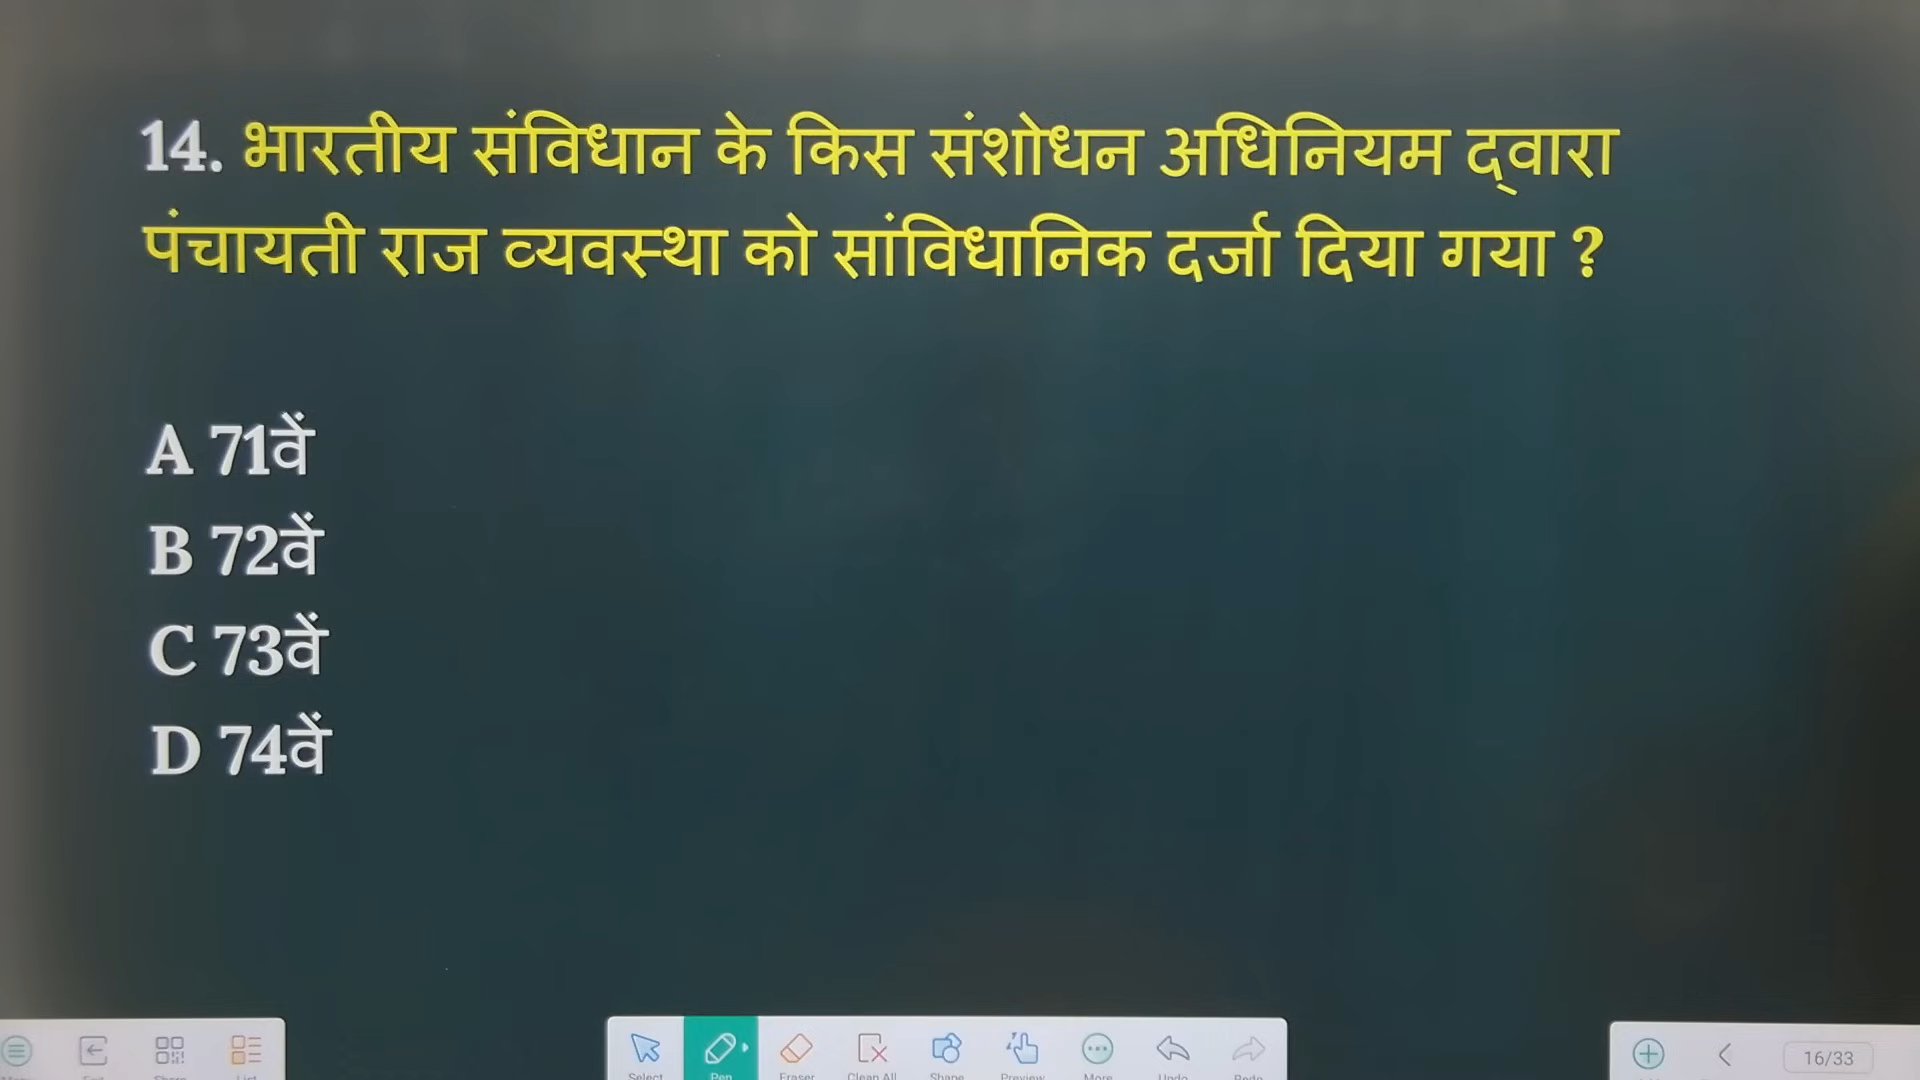 14. भारतीय संविधान के किस संशोधन अधिनियम द्वारा
पंचायती राज व्यवस्था को सांविधानिक दर्जा दिया गया ?
A 71वें
B 72वें
C 73वें
D 74वें
Select
Pen
Eraser
Clean All
Shape
Preview
More
Undo
Redo
16/33